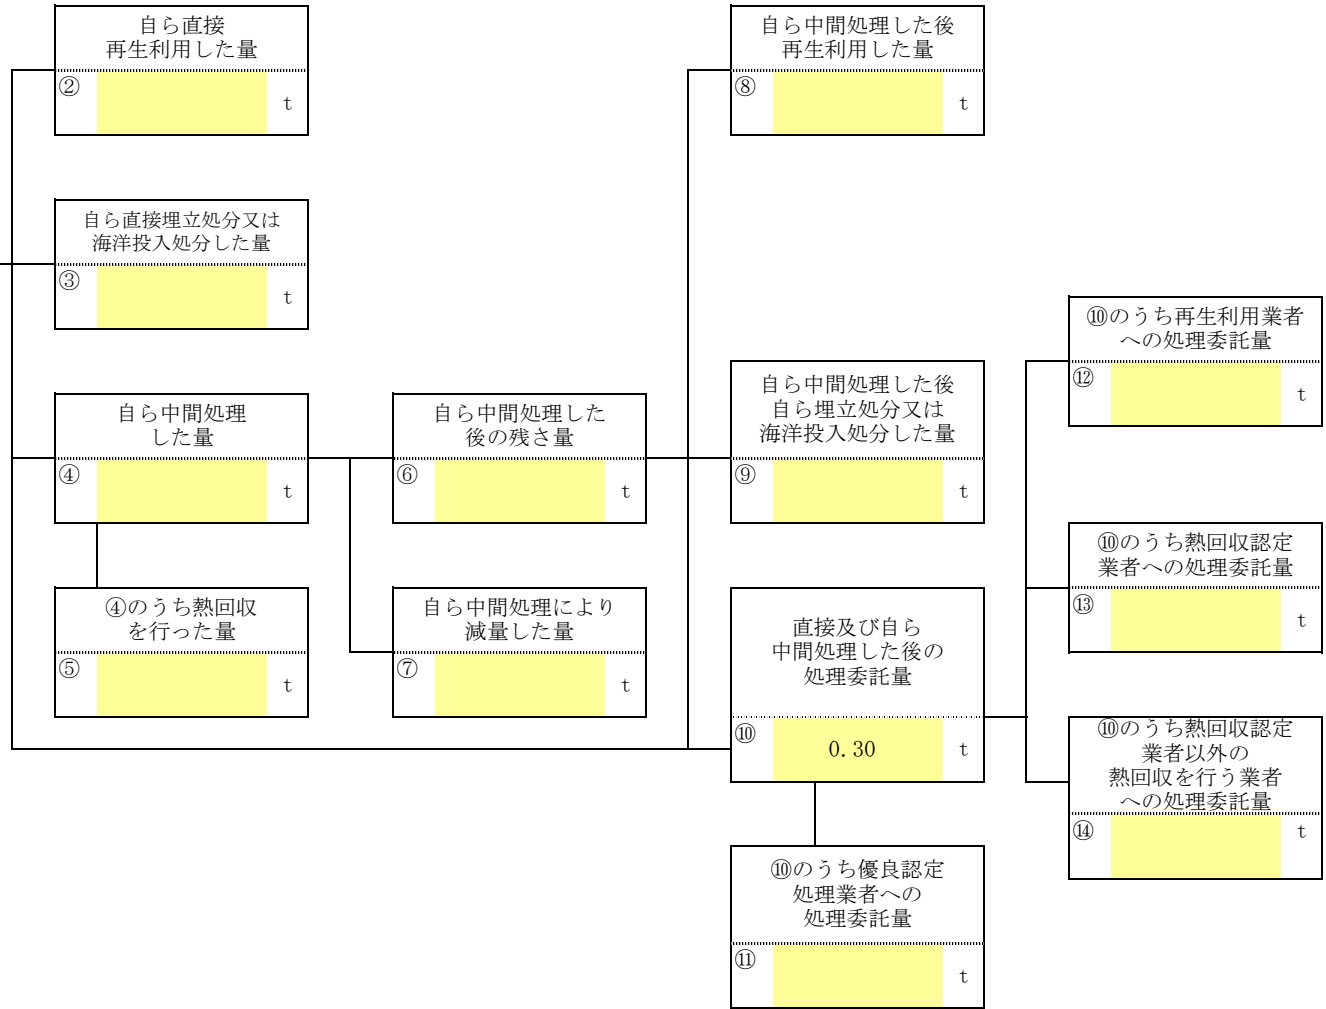 自ら直接
再生利用した量
②
t
自ら中間処理した後
再生利用した量
⑧
t
自ら直接埋立処分又は
海洋投入処分した量
③
t
⑩のうち再生利用業者
への処理委託量
⑫
t
自ら中間処理
した量
④
t
自ら中間処理した
後の残さ量
⑥
t
自ら中間処理した後
自ら埋立処分又は
海洋投入処分した量
⑨
t
⑩のうち熱回収認定
業者への処理委託量
⑬
t
④のうち熱回収
を行った量
⑤
t
自ら中間処理により
減量した量
⑦
t
直接及び自ら
中間処理した後の
処理委託量
⑩
0.30
t
⑩のうち熱回収認定
業者以外の
熱回収を行う業者
への処理委託量
⑭
t
⑩のうち優良認定
処理業者への
処理委託量
⑪
t